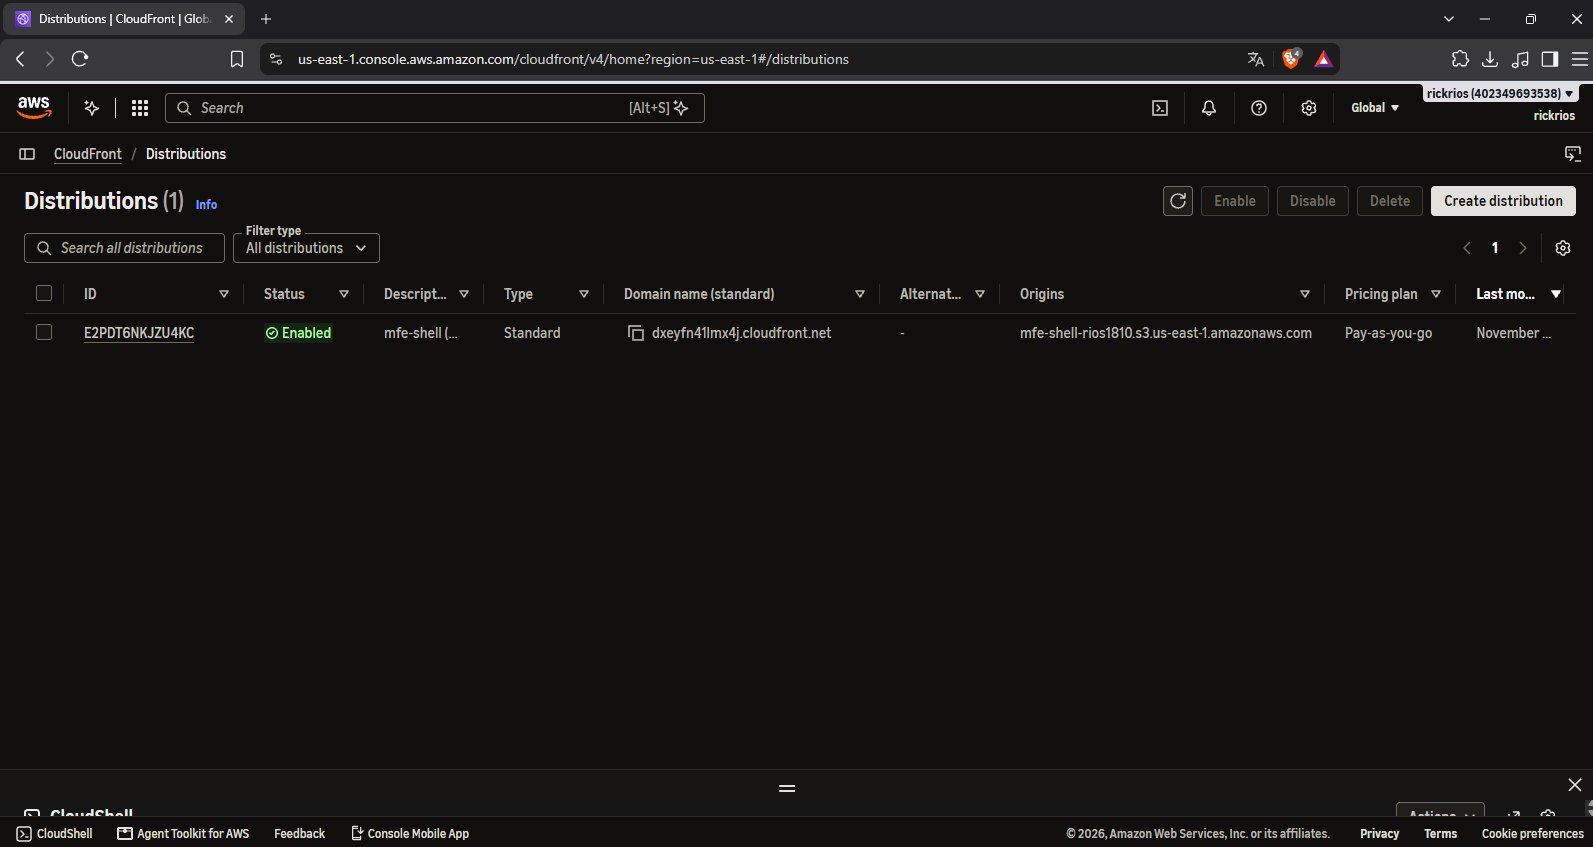 Distributions | CloudFront | Glob
us-east-1.console.aws.amazon.com/cloudfront/v4/home?region=us-east-1#/distributions
4
aws
Search
[Alt+S]
Global
rickrios (402349693538)
rickrios
CloudFront / Distributions
Distributions (1) Info
Enable
Disable
Delete
Create distribution
Search all distributions
Filter type
All distributions
1
ID
Status
Descript...
Type
Domain name (standard)
Alternat...
Origins
Pricing plan
Last mo...
E2PDT6NKJZU4KC
Enabled
mfe-shell (...
Standard
dxeyfn41lmx4j.cloudfront.net
-
mfe-shell-rios1810.s3.us-east-1.amazonaws.com
Pay-as-you-go
November ...
CloudShell
Actions
CloudShell
Agent Toolkit for AWS
Feedback
Console Mobile App
© 2026, Amazon Web Services, Inc. or its affiliates.
Privacy
Terms
Cookie preferences